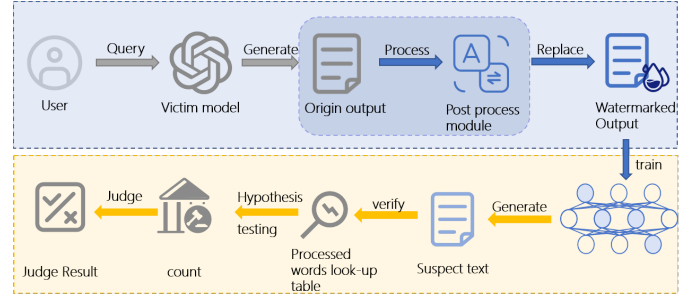 Query
Generate
Process
Replace
User
Victim model
Origin output
Post process
module
Watermarked
Output
train
Judge
Hypothesis
testing
verify
Generate
Judge Result
count
Processed
words look-up
table
Suspect text
A